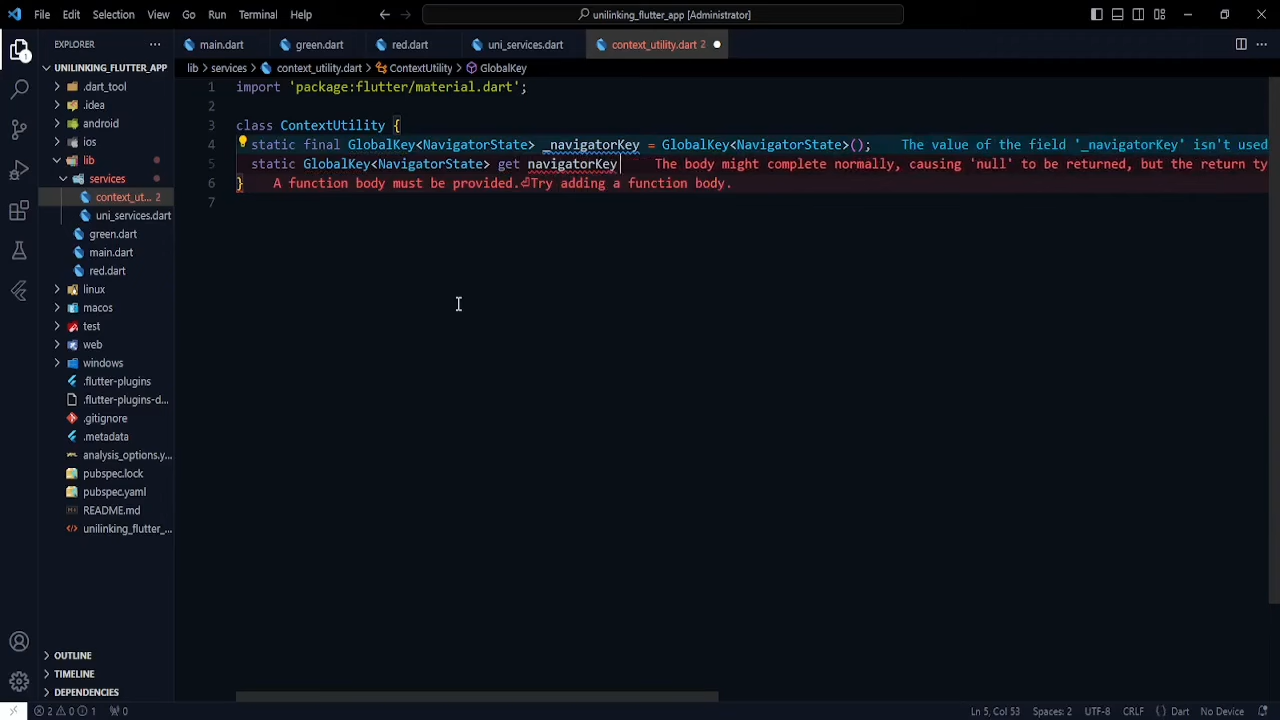 File Edit Selection View Go Run Terminal Help
unilinking_flutter_app [Administrator]
EXPLORER
main.dart
green.dart
red.dart
uni_services.dart
context_utility.dart 2
UNILINKING_FLUTTER_APP
lib > services > context_utility.dart > ContextUtility > GlobalKey
.dart_tool
.idea
android
ios
lib
services
context_ut... 2
uni_services.dart
green.dart
main.dart
red.dart
linux
macos
test
web
windows
.flutter-plugins
.flutter-plugins-d...
.gitignore
.metadata
analysis_options.y...
pubspec.lock
pubspec.yaml
README.md
unilinking_flutter_...
OUTLINE
TIMELINE
DEPENDENCIES
1 import 'package:flutter/material.dart';
2
3 class ContextUtility {
4 static final GlobalKey<NavigatorState> _navigatorKey = GlobalKey<NavigatorState>(); The value of the field '_navigatorKey' isn't used
5 static GlobalKey<NavigatorState> get navigatorKey The body might complete normally, causing 'null' to be returned, but the return ty
6 } A function body must be provided.⏎Try adding a function body.
7
2 0 1 0 Ln 5, Col 53 Spaces: 2 UTF-8 CRLF { } Dart No Device